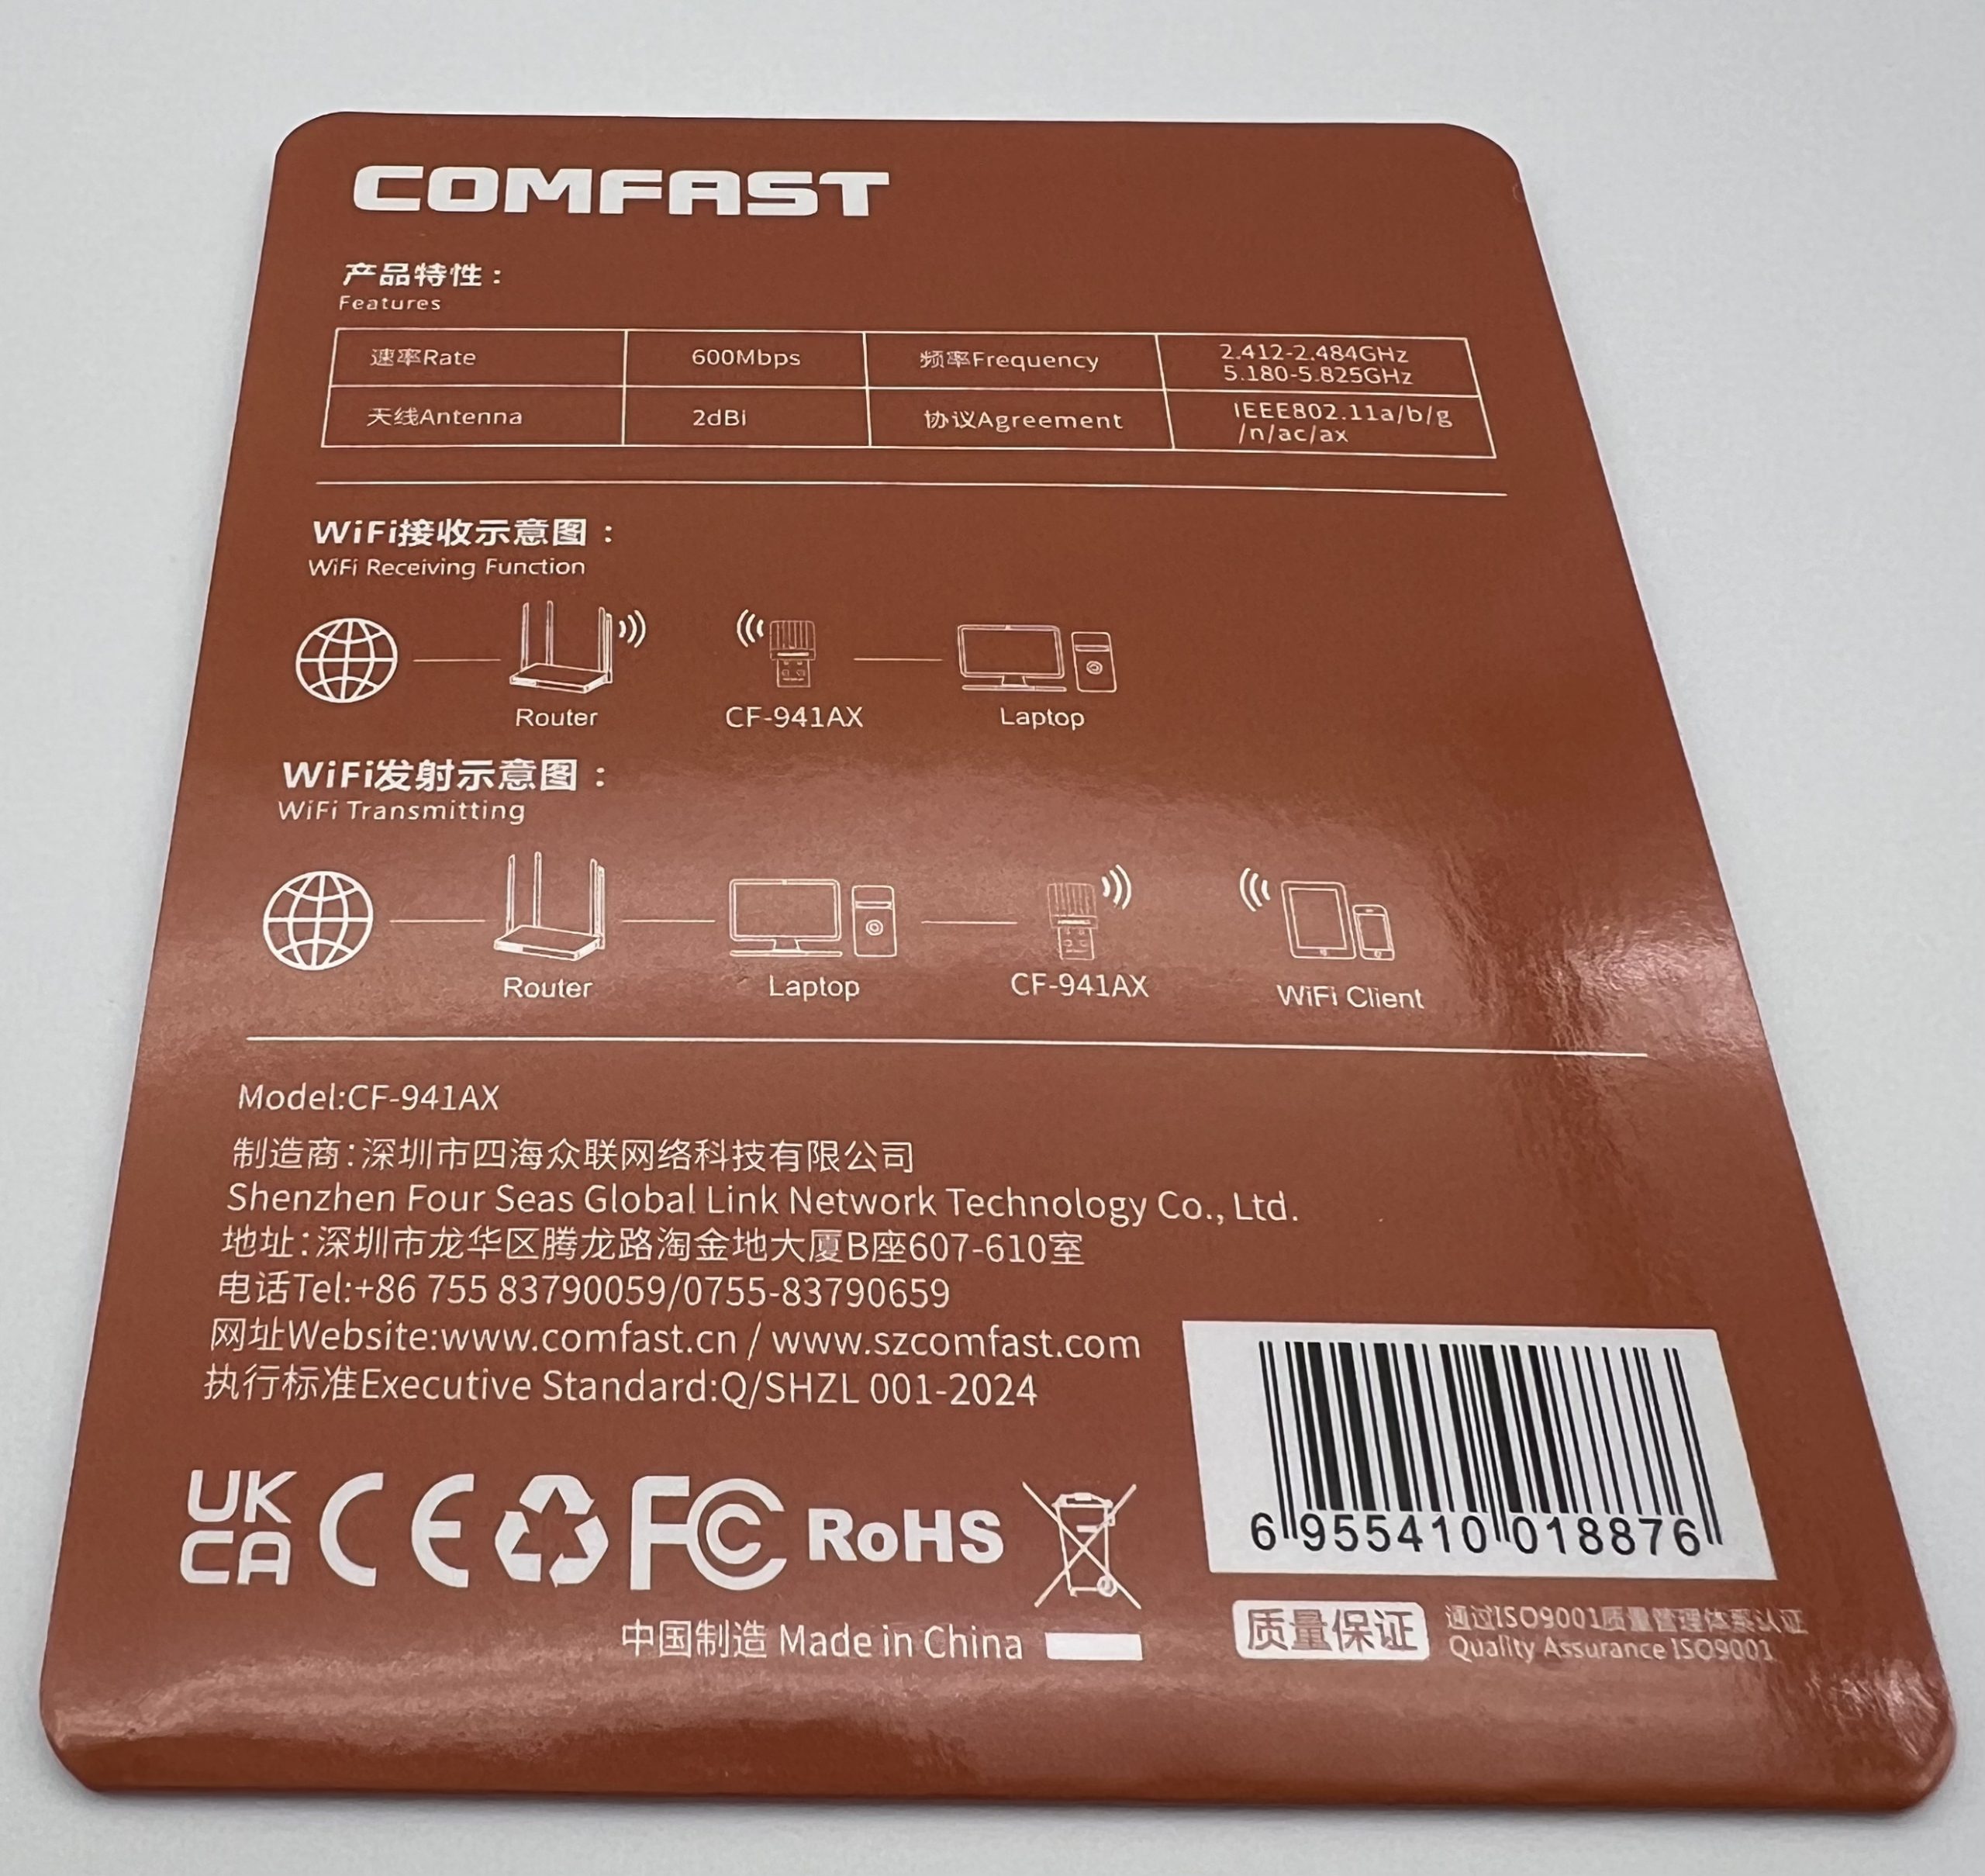 COMFAST
产品特性：
Features
速率Rate 600Mbps 频率Frequency 2.412-2.484GHz
5.180-5.825GHz
天线Antenna 2dBi 协议Agreement IEEE802.11a/b/g
/n/ac/ax
WiFi接收示意图：
WiFi Receiving Function
Router CF-941AX Laptop
WiFi发射示意图：
WiFi Transmitting
Router Laptop CF-941AX WiFi Client
Model:CF-941AX
制造商:深圳市四海众联网络科技有限公司
Shenzhen Four Seas Global Link Network Technology Co., Ltd.
地址:深圳市龙华区腾龙路淘金地大厦B座607-610室
电话Tel:+86 755 83790059/0755-83790659
网址Website:www.comfast.cn / www.szcomfast.com
执行标准Executive Standard:Q/SHZL 001-2024
UK
CA CE FC RoHS
6 955410 018876
中国制造 Made in China
质量保证 通过ISO9001质量管理体系认证
Quality Assurance ISO9001